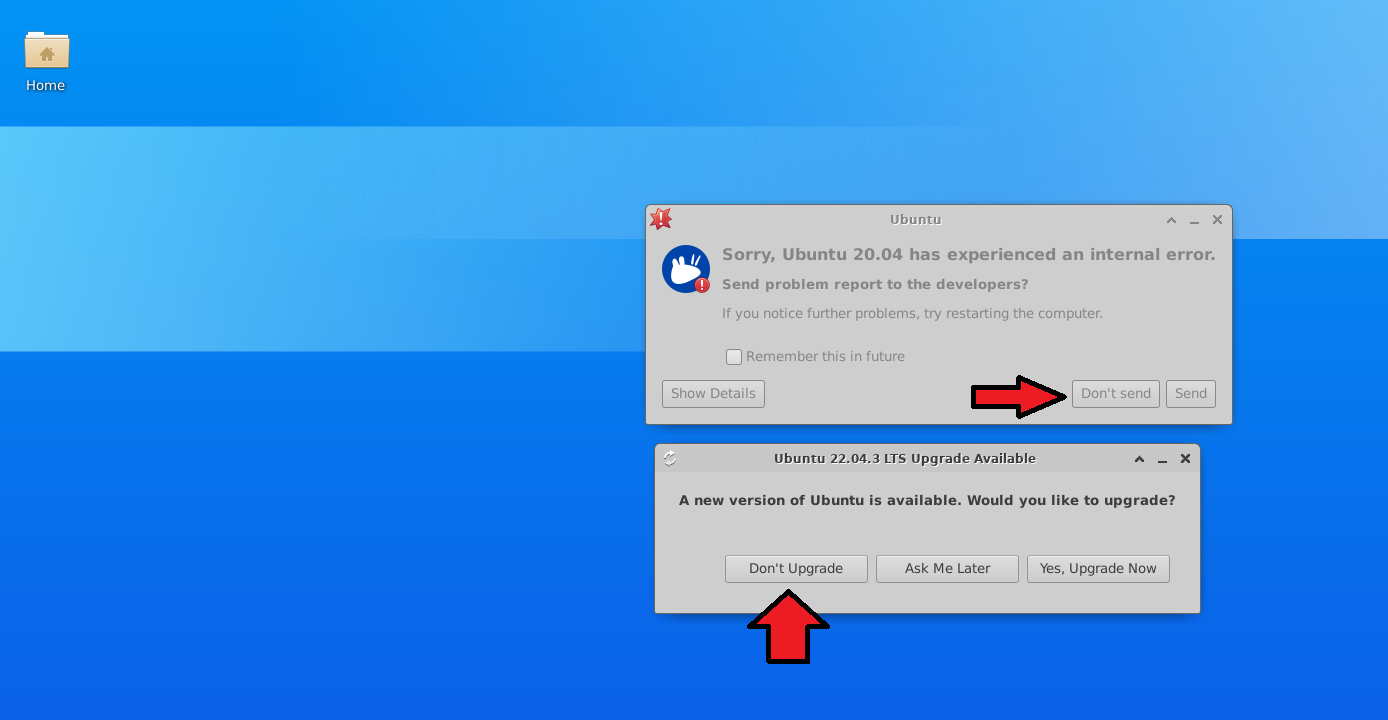 Home
Ubuntu
Sorry, Ubuntu 20.04 has experienced an internal error.
Send problem report to the developers?
If you notice further problems, try restarting the computer.
Remember this in future
Show Details
Don't send
Send
Ubuntu 22.04.3 LTS Upgrade Available
A new version of Ubuntu is available. Would you like to upgrade?
Don't Upgrade
Ask Me Later
Yes, Upgrade Now